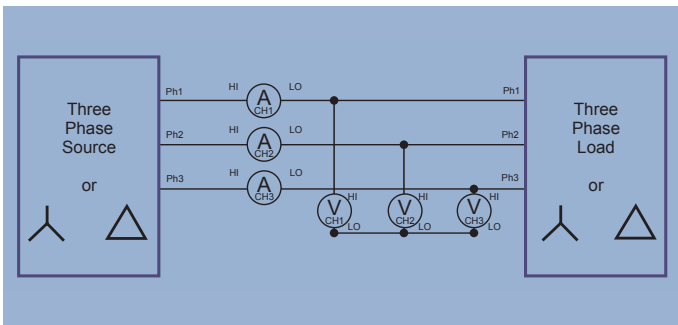 Three
Phase
Source
or
Ph1
HI
A
CH1
LO
Ph1
Ph2
HI
A
CH2
LO
Ph2
Ph3
HI
A
CH3
LO
Ph3
V
CH1
HI
LO
V
CH2
HI
LO
V
CH3
HI
LO
Three
Phase
Load
or